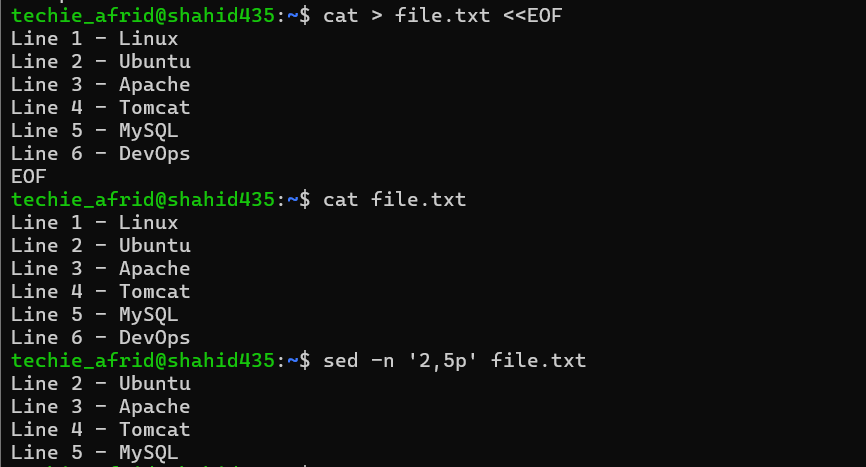 techie_afrid@shahid435:~$ cat > file.txt <<EOF
Line 1 - Linux
Line 2 - Ubuntu
Line 3 - Apache
Line 4 - Tomcat
Line 5 - MySQL
Line 6 - DevOps
EOF
techie_afrid@shahid435:~$ cat file.txt
Line 1 - Linux
Line 2 - Ubuntu
Line 3 - Apache
Line 4 - Tomcat
Line 5 - MySQL
Line 6 - DevOps
techie_afrid@shahid435:~$ sed -n '2,5p' file.txt
Line 2 - Ubuntu
Line 3 - Apache
Line 4 - Tomcat
Line 5 - MySQL